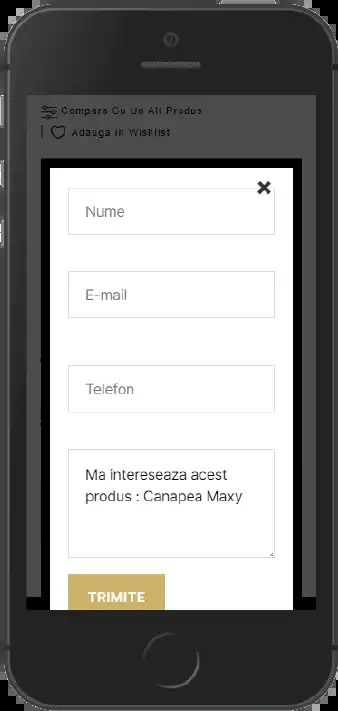 Compara Cu Un Alt Produs
| Adauga in Wishlist
×
Nume
E-mail
Telefon
Ma intereseaza acest
produs : Canapea Maxy
TRIMITE